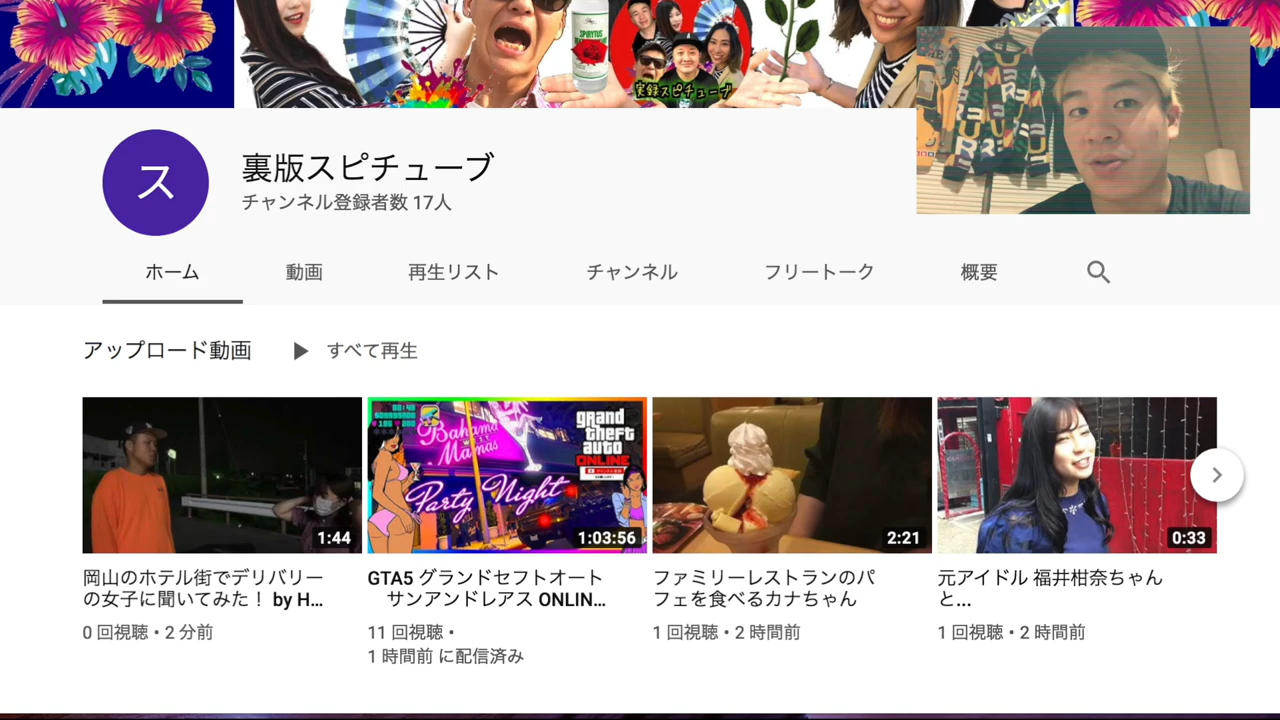 SPIRYTUS
実録スピチューブ
ス
裏版スピチューブ
チャンネル登録者数 17人
ホーム
動画
再生リスト
チャンネル
フリートーク
概要
アップロード動画
すべて再生
1:44
Bahama
Mamas
Party Night
grand
theft
auto
ONLINE
1:03:56
2:21
0:33
岡山のホテル街でデリバリー
の女子に聞いてみた! by H...
0 回視聴・2 分前
GTA5 グランドセフトオート
サンアンドレアス ONLIN...
11 回視聴・
1 時間前 に配信済み
ファミリーレストランのパ
フェを食べるカナちゃん
1 回視聴・2 時間前
元アイドル 福井柑奈ちゃん
と...
1 回視聴・2 時間前